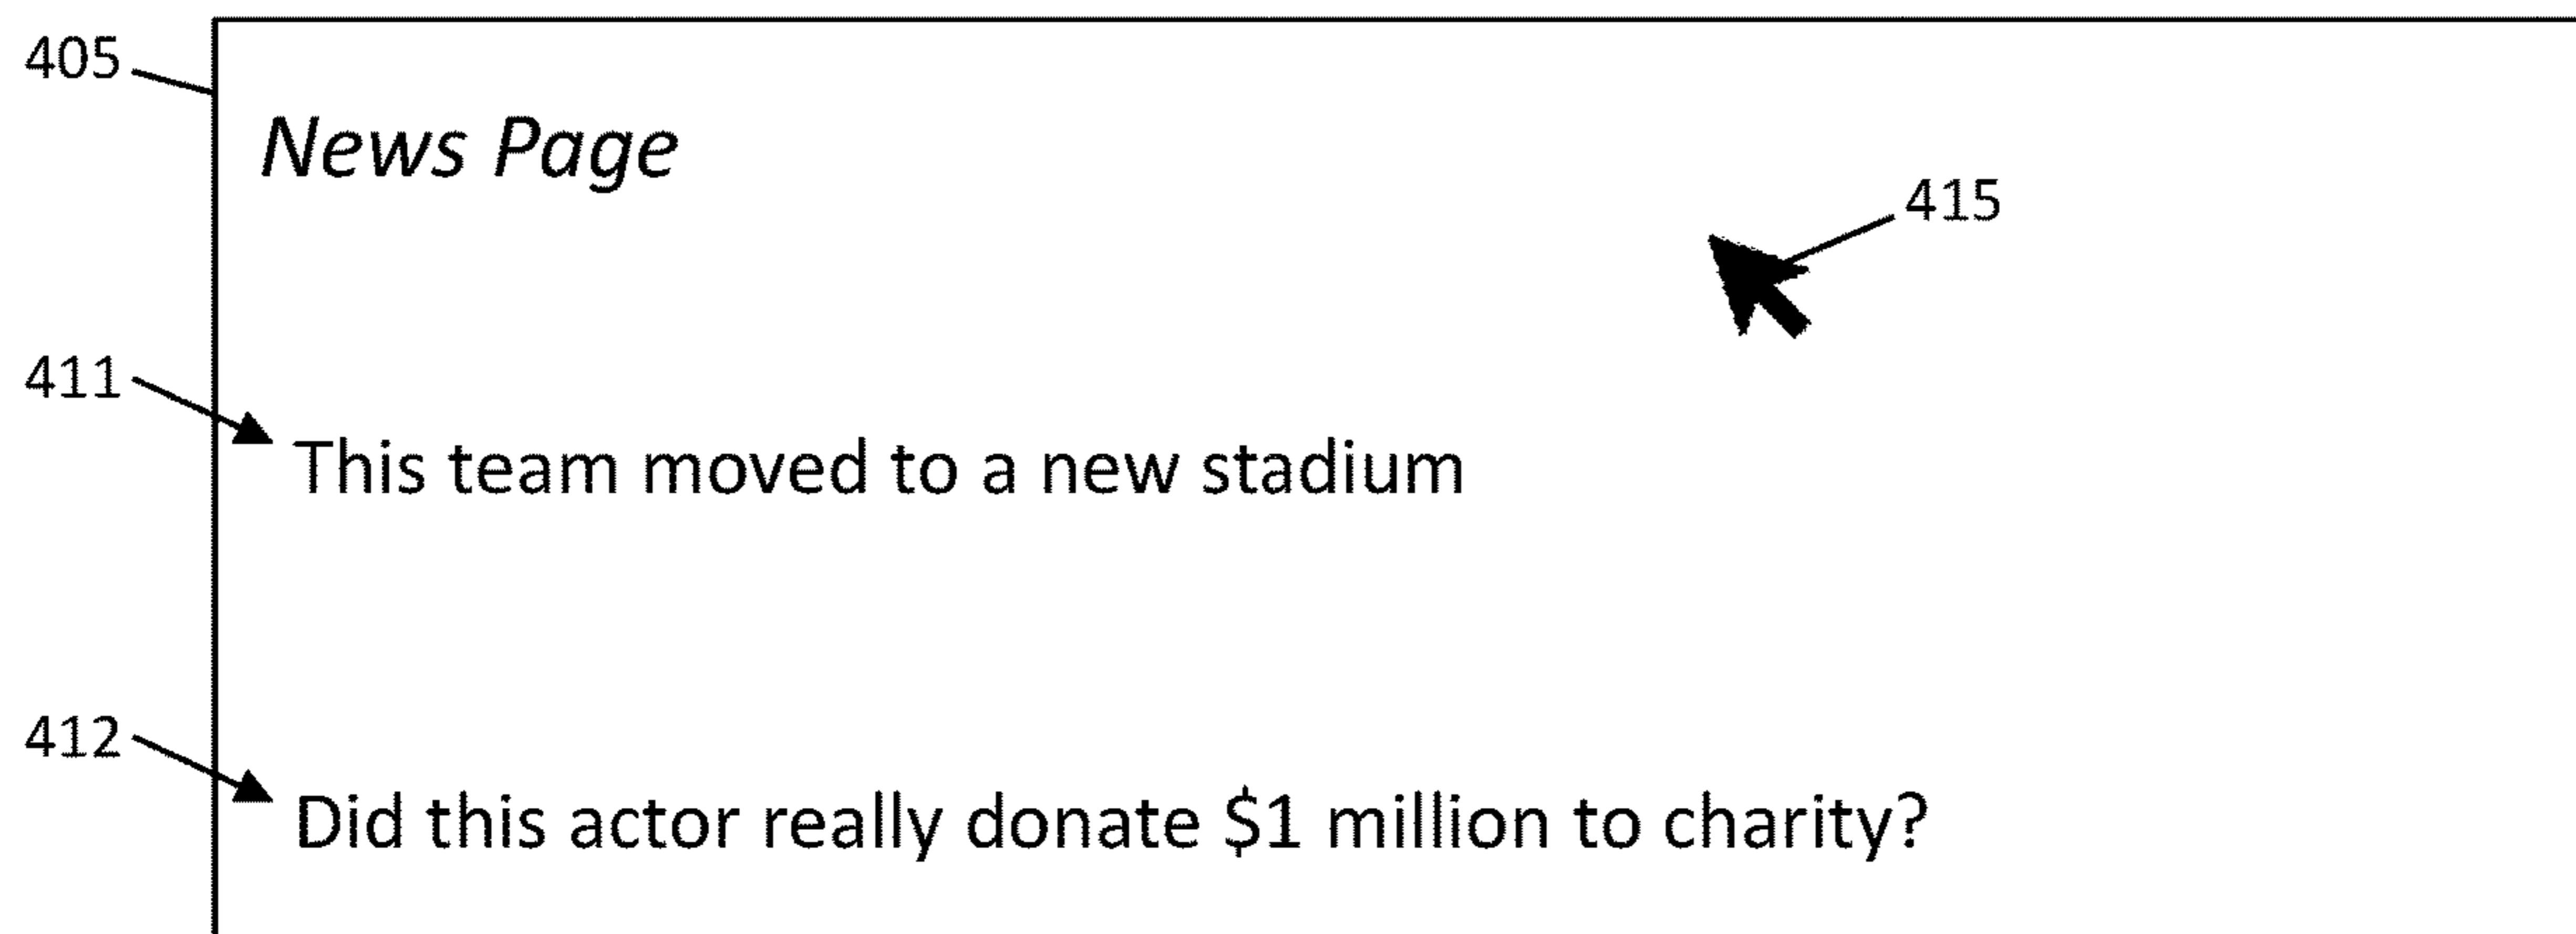 405
News Page
415
411
This team moved to a new stadium
412
Did this actor really donate $1 million to charity?